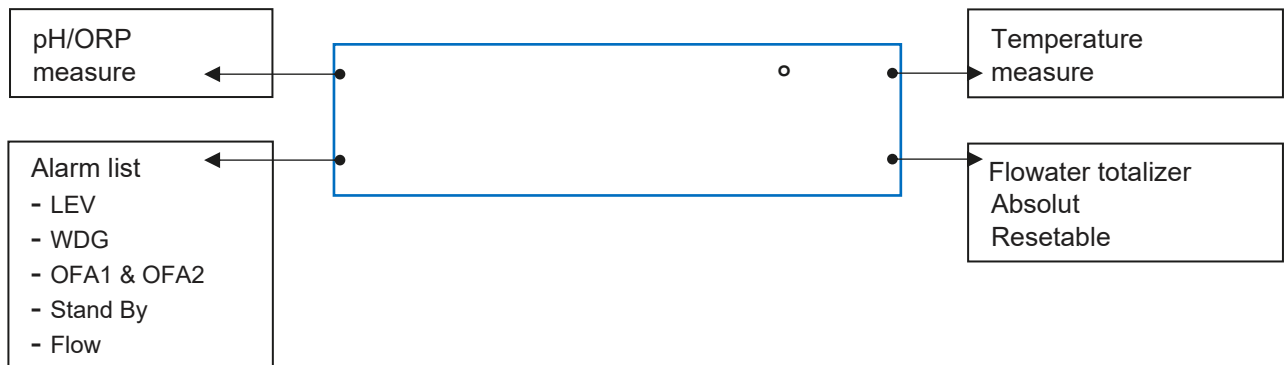 pH/ORP
measure
Temperature
measure
Alarm list
- LEV
- WDG
- OFA1 & OFA2
- Stand By
- Flow
Flowater totalizer
Absolut
Resetable